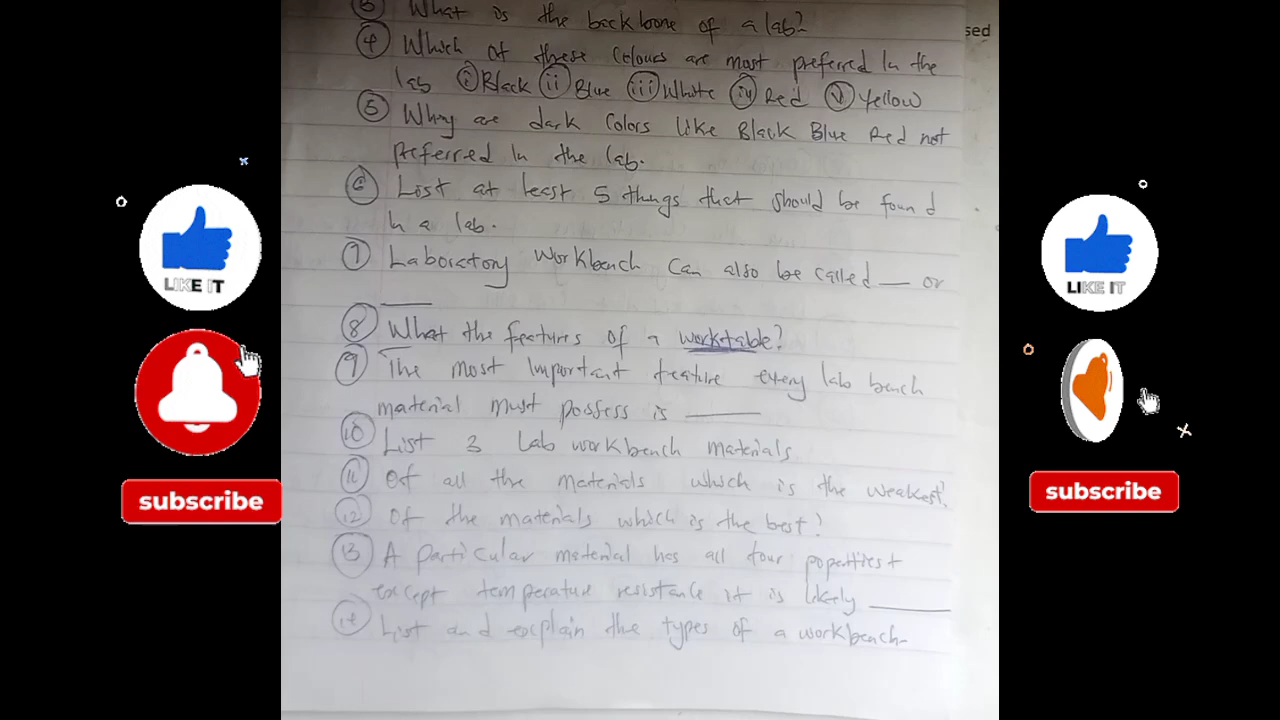 ③ What is the backbone of a lab?
sed
④ Which of these Colours are most preferred In the
lab ⓘ Black ⓘⓘ Blue ⓘⓘⓘ White ⓘⓥ Red ⓥ Yellow
⑤ Whny are dark Colors like Black Blue Red not
Preferred In the lab.
⑥ List at least 5 things that should be found
In a lab.
⑦ Laboratory Workbench Can also be called __ or
____
⑧ What the features of a worktable?
⑨ The most Important feature every lab bench
material must possess is ______
⑩ List 3 Lab workbench materials
⑪ Of all the materials which is the weakest?
⑫ Of the materials which is the best?
⑬ A particular material has all four
except temperature resistance it is likely ______
⑭ List and explain the types of a workbench-
LIKE IT
subscribe
LIKE IT
subscribe